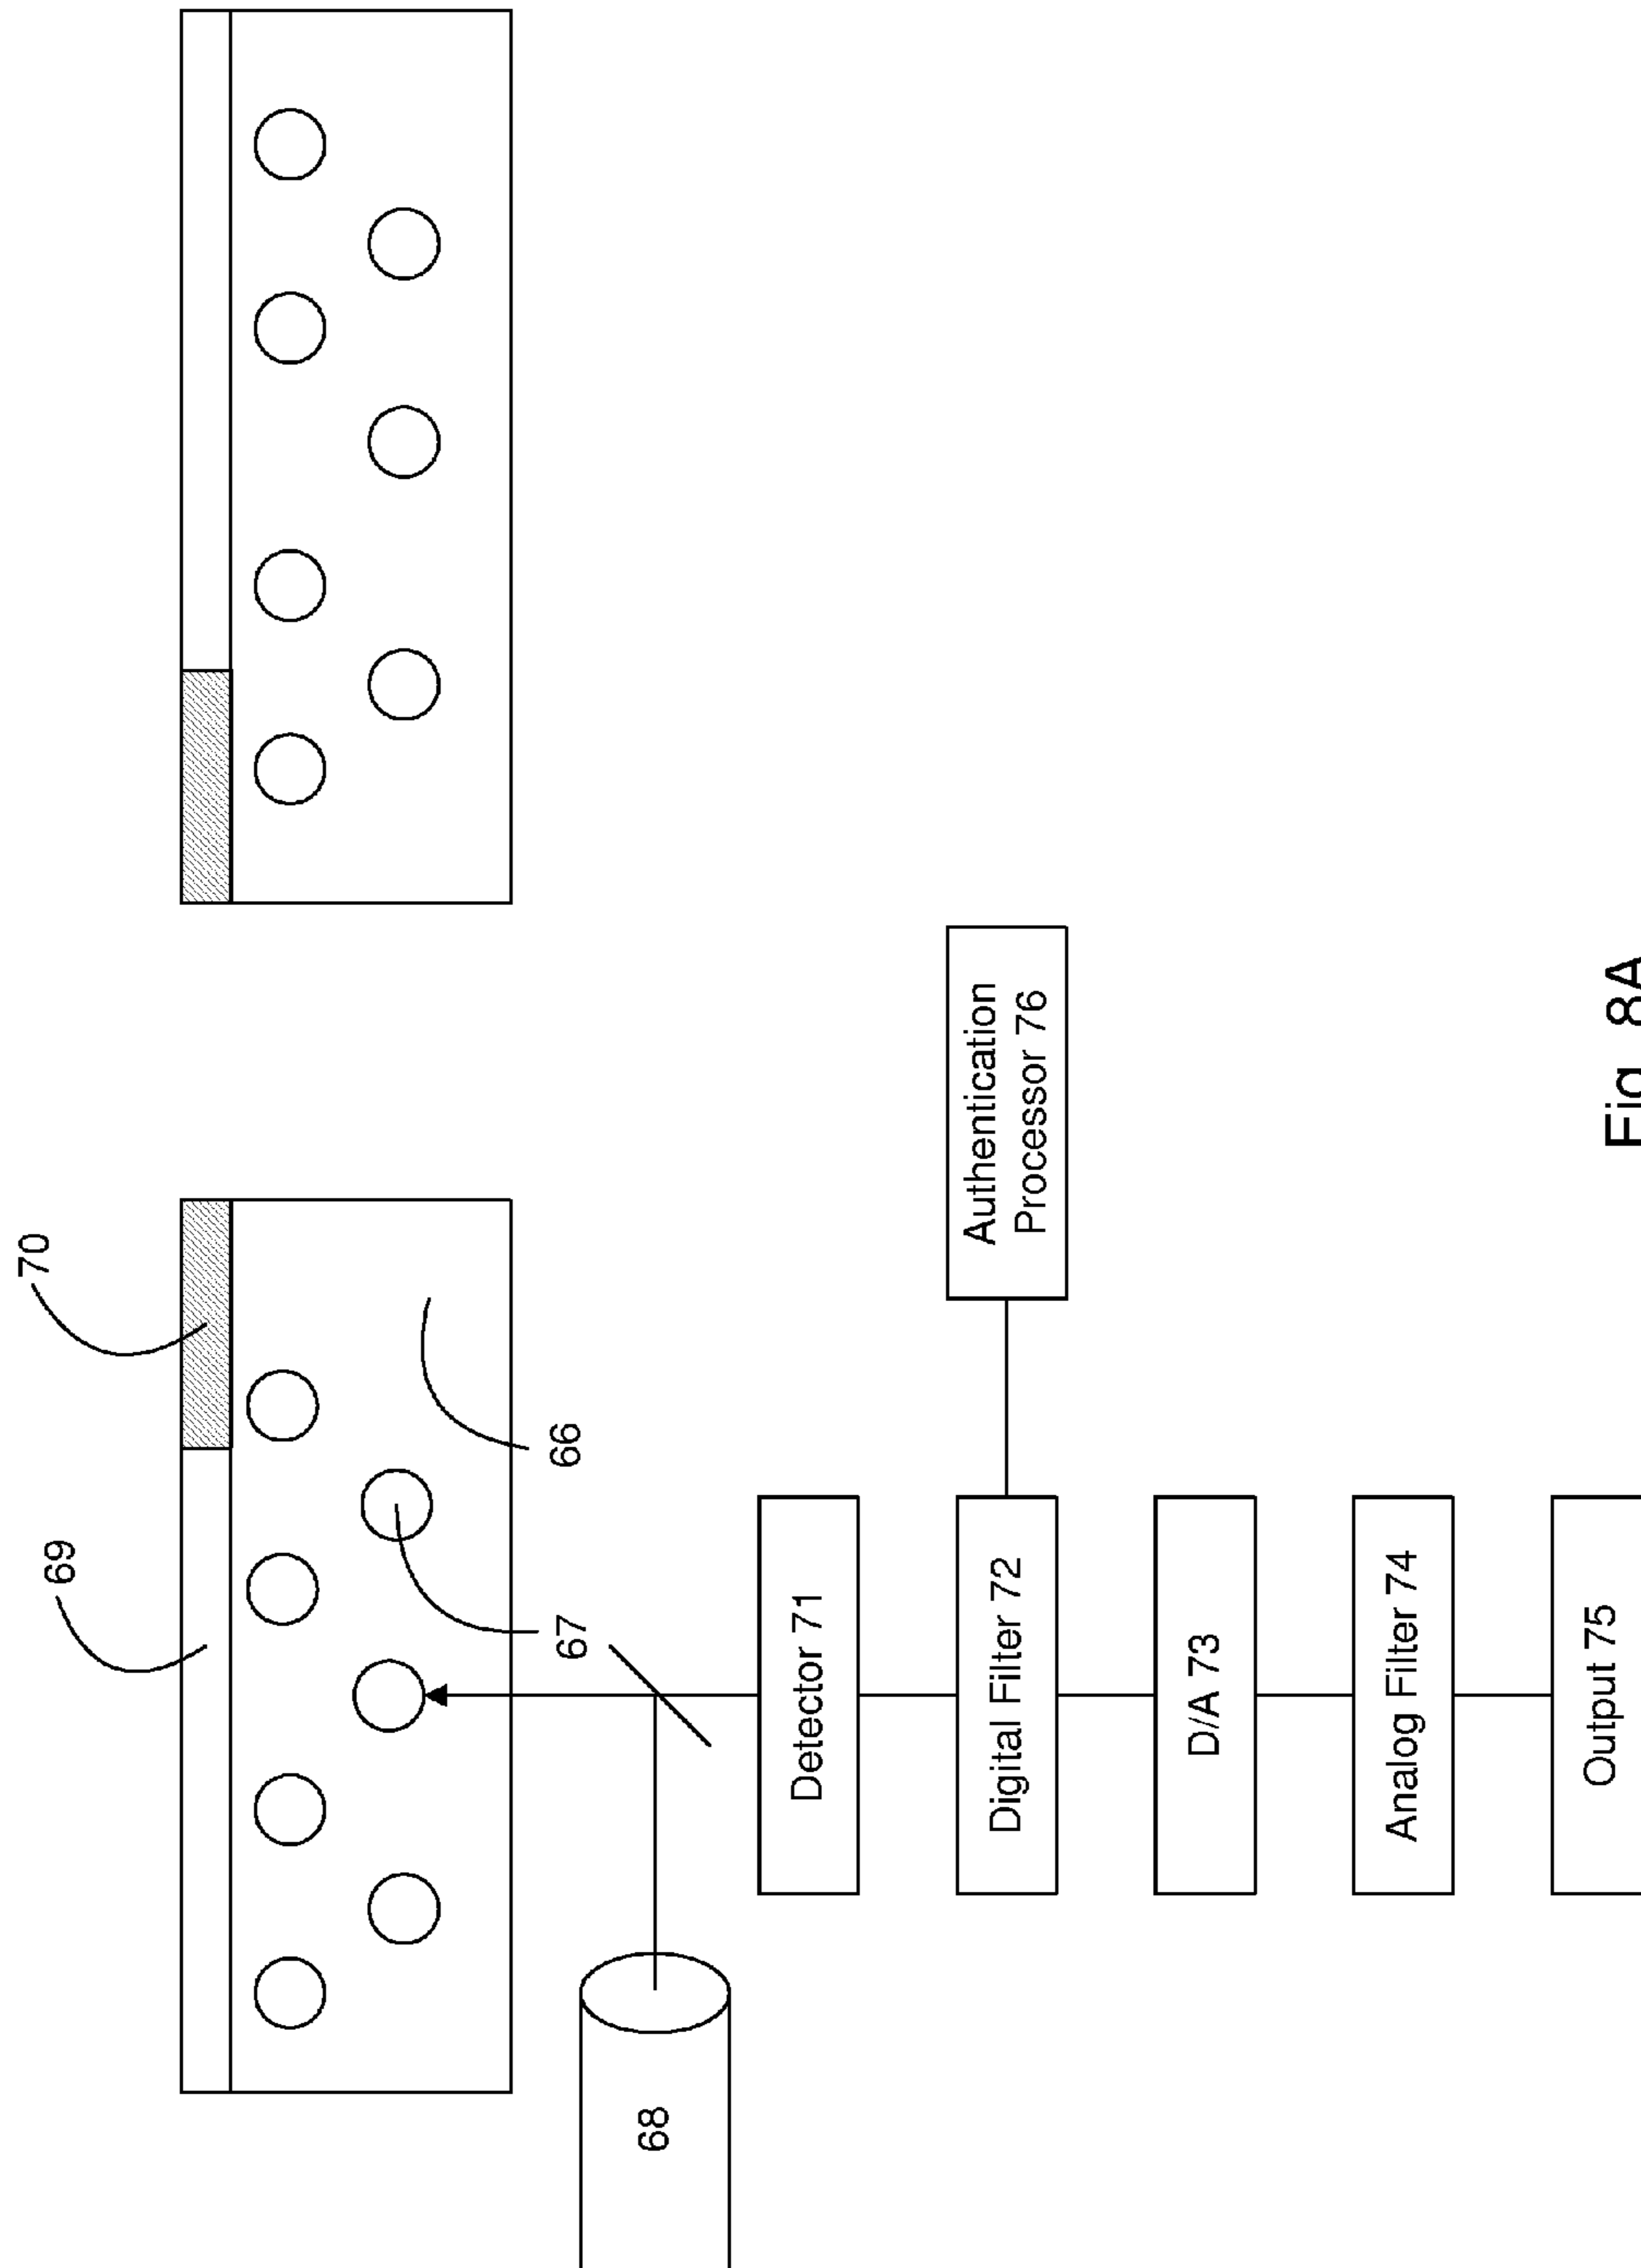 70
69
66
67
68
Detector 71
Digital Filter 72
Authentication
Processor 76
D/A 73
Analog Filter 74
Output 75
Fig. 8A